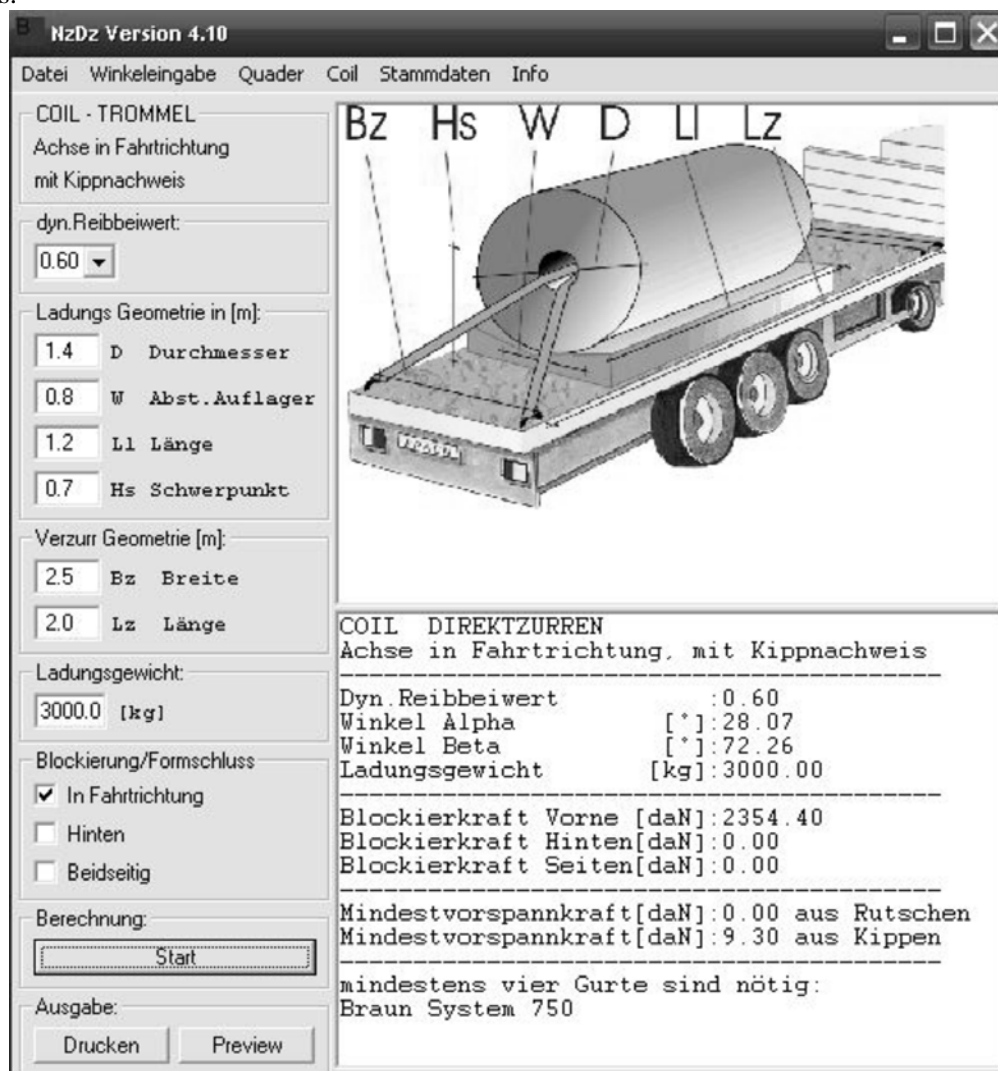 s.
NzDz Version 4.10
Datei Winkeleingabe Quader Coil Stammdaten Info
COIL - TROMMEL
Achse in Fahrtrichtung
mit Kippnachweis
dyn.Reibbeiwert:
0.60
Ladungs Geometrie in [m]:
1.4 D Durchmesser
0.8 W Abst.Auflager
1.2 Ll Länge
0.7 Hs Schwerpunkt
Verzurr Geometrie [m]:
2.5 Bz Breite
2.0 Lz Länge
Ladungsgewicht:
3000.0 [kg]
Blockierung/Formschluss
In Fahrtrichtung
Hinten
Beidseitig
Berechnung:
Start
Ausgabe:
Drucken Preview
Bz Hs W D Ll Lz
COIL DIREKTZURREN
Achse in Fahrtrichtung, mit Kippnachweis
Dyn.Reibbeiwert :0.60
Winkel Alpha [°]:28.07
Winkel Beta [°]:72.26
Ladungsgewicht [kg]:3000.00
Blockierkraft Vorne [daN]:2354.40
Blockierkraft Hinten[daN]:0.00
Blockierkraft Seiten[daN]:0.00
Mindestvorspannkraft[daN]:0.00 aus Rutschen
Mindestvorspannkraft[daN]:9.30 aus Kippen
mindestens vier Gurte sind nötig:
Braun System 750